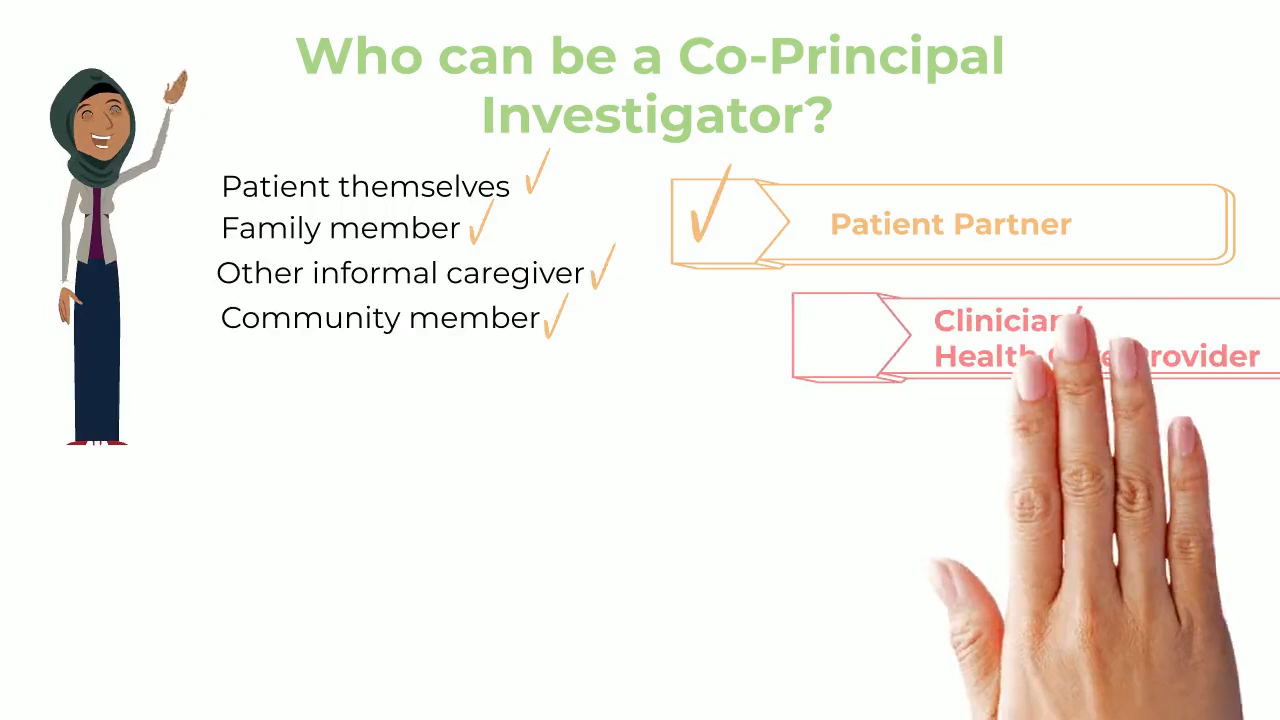 Who can be a Co-Principal
Investigator?
Patient themselves
Family member
Other informal caregiver
Community member
Patient Partner
Clinician/
Health Provider